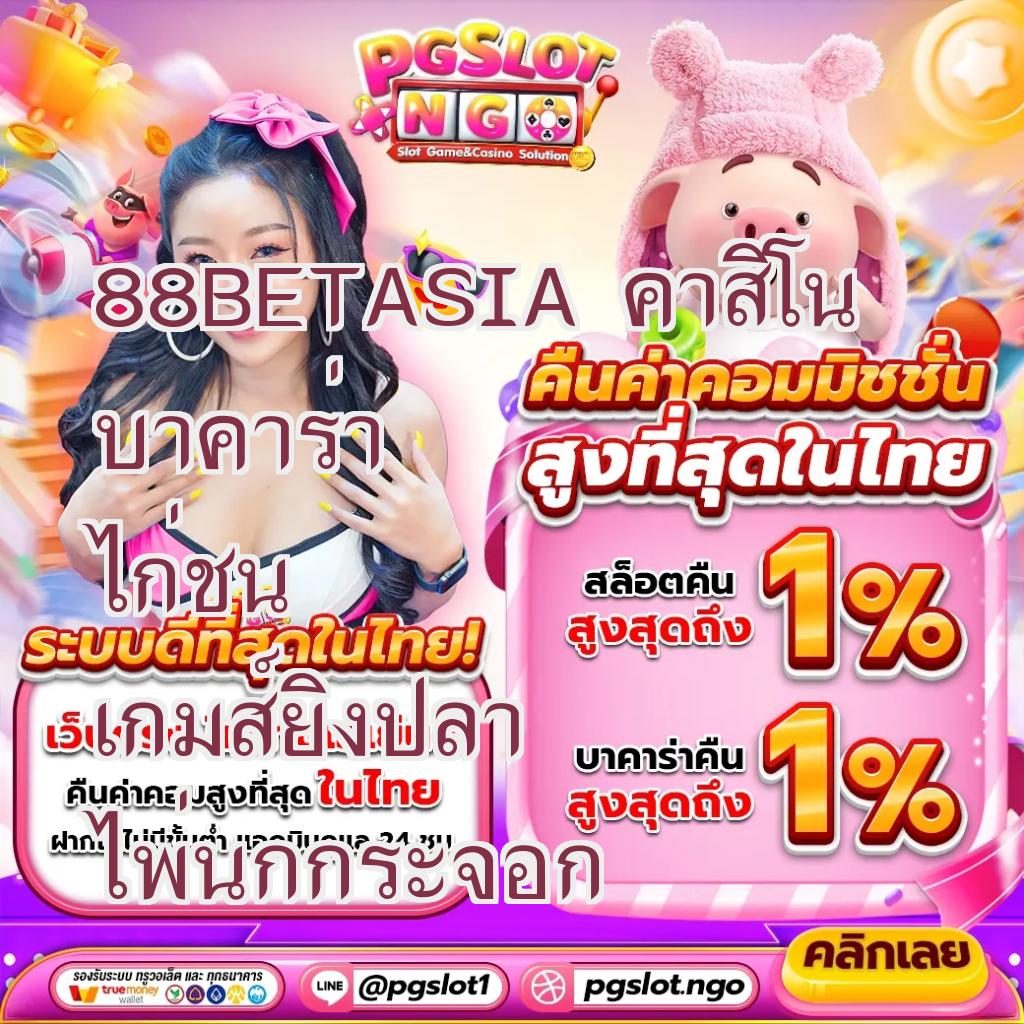 PGSLOT
NGO
Slot Game&Casino Solution
88BETASIA คาสิโน
บาคาร่า
ไก่ชน
เกมส์ยิงปลา
ไพ่นกกระจอก
คืนค่าคอมมิชชั่น
สูงที่สุดในไทย
สล็อตคืน
สูงสุดถึง
1%
บาคาร่าคืน
สูงสุดถึง
1%
ระบบดีที่สุดในไทย!
คืนค่าคอมสูงที่สุด ในไทย
24 ชม.
คลิกเลย
รองรับระบบ ทรูวอเล็ต และ ทุกธนาคาร
truemoney
wallet
LINE @pgslot1
pgslot.ngo